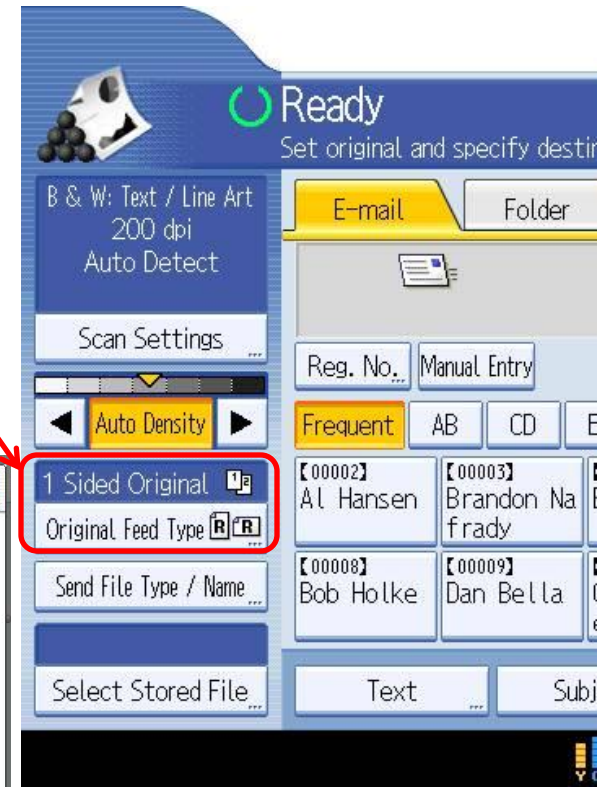 Ready
Set original and specify
B & W: Text / Line Art
200 dpi
Auto Detect
Scan Settings
Auto Density
1 Sided Original
Original Feed Type
Send File Type / Name
Select Stored File
E-mail
Folder
Reg. No.
Manual Entry
Frequent
AB
CD
【00002】
Al Hansen
【00003】
Brandon Na
frady
【00008】
Bob Holke
【00009】
Dan Bella
Text
Y